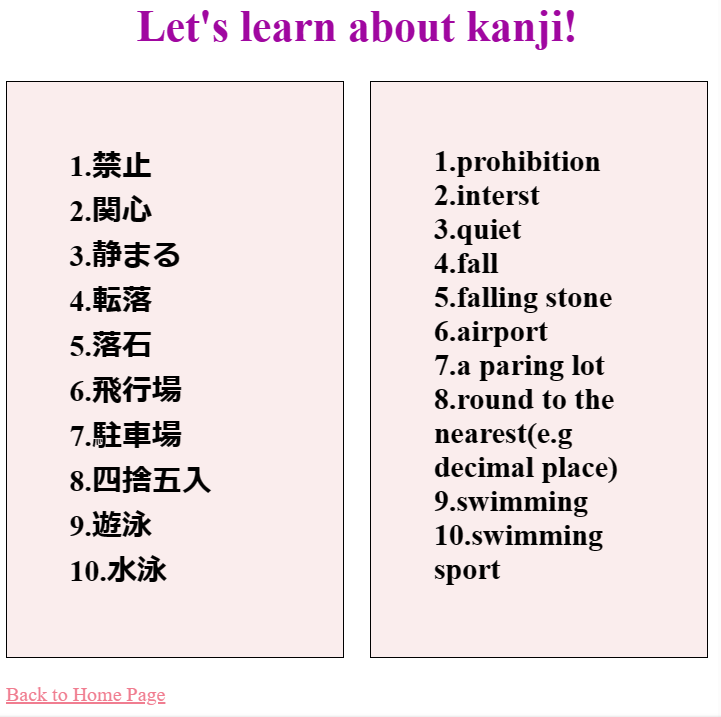 Let's learn about kanji!
1.禁止
2.関心
3.静まる
4.転落
5.落石
6.飛行場
7.駐車場
8.四捨五入
9.遊泳
10.水泳
1.prohibition
2.interst
3.quiet
4.fall
5.falling stone
6.airport
7.a paring lot
8.round to the
nearest(e.g
decimal place)
9.swimming
10.swimming
sport
Back to Home Page